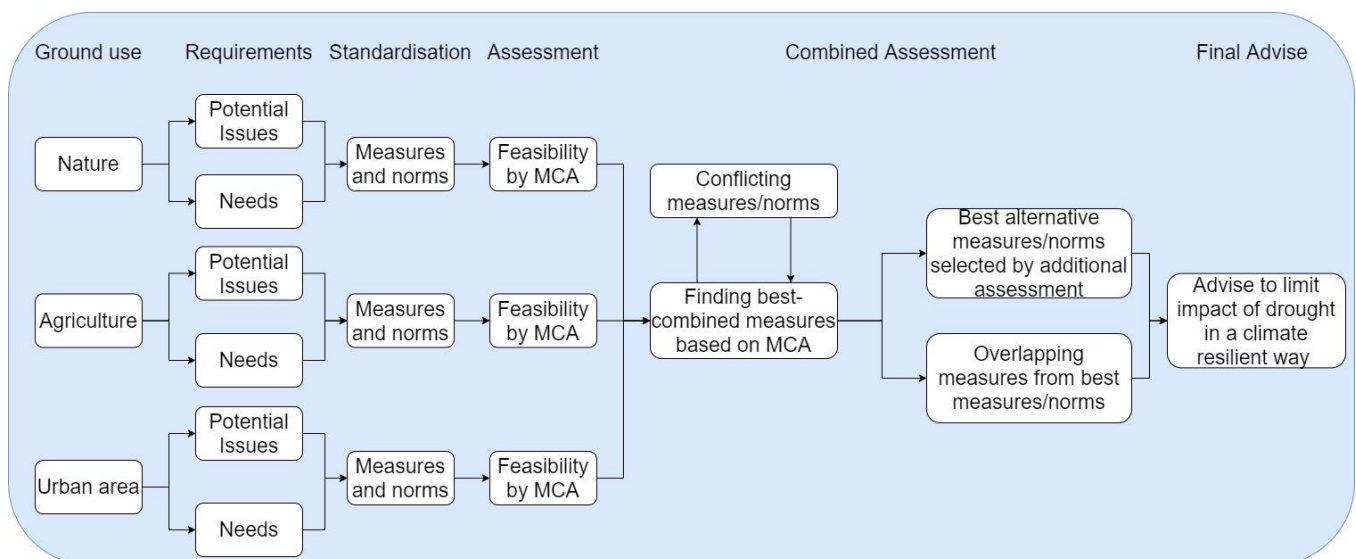 Ground use
Requirements
Standardisation
Assessment
Combined Assessment
Final Advise
Potential
Issues
Nature
Measures
and norms
Feasibility
by MCA
Needs
Conflicting
measures/norms
Potential
Issues
Agriculture
Measures
and norms
Feasibility
by MCA
Needs
Finding best-
combined measures
based on MCA
Best alternative
measures/norms
selected by additional
assessment
Overlapping
measures from best
measures/norms
Advise to limit
impact of drought
in a climate
resilient way
Potential
Issues
Urban area
Measures
and norms
Feasibility
by MCA
Needs